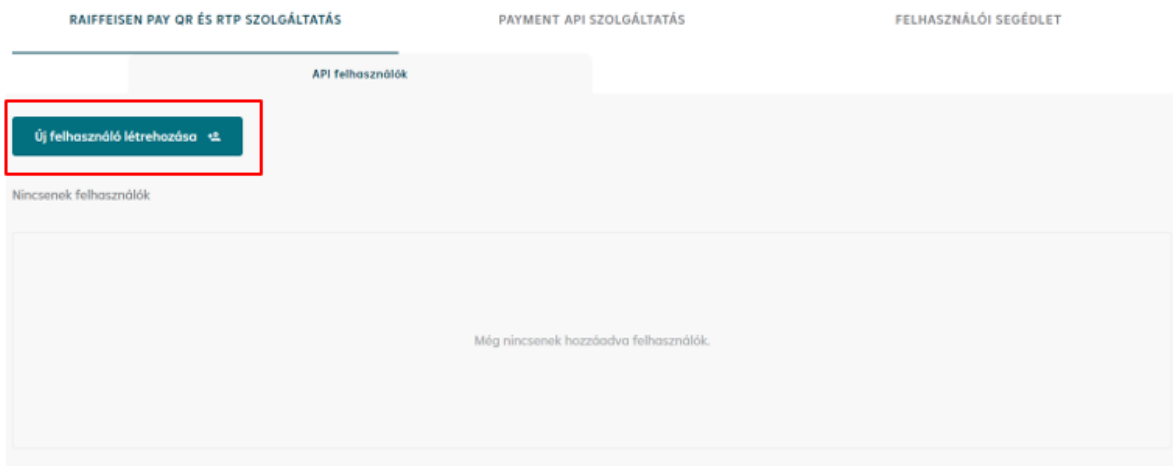 RAIFFEISEN PAY QR ÉS RTP SZOLGÁLTATÁS
PAYMENT API SZOLGÁLTATÁS
FELHASZNÁLÓI SEGÉDLET
API felhasználók
Új felhasználó létrehozása
Nincsenek felhasználók
Még nincsenek hozzáadva felhasználók.